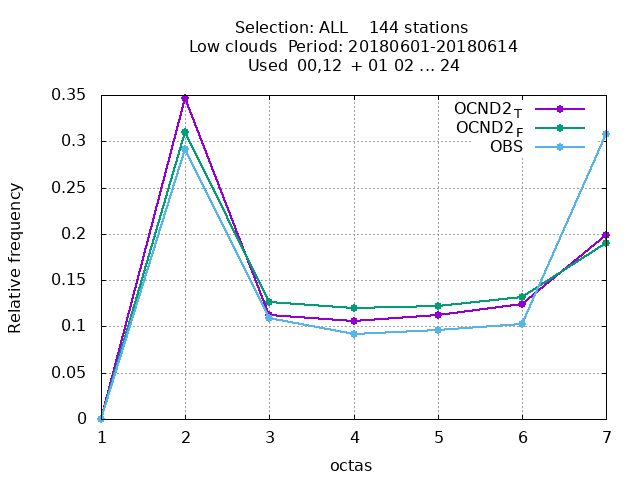 Selection: ALL    144 stations
Low clouds  Period: 20180601-20180614
Used  00,12  + 01 02 ... 24
0.35
0.3
0.25
0.2
0.15
0.1
0.05
0
Relative frequency
OCND2_T
OCND2_F
OBS
1 2 3 4 5 6 7
octas